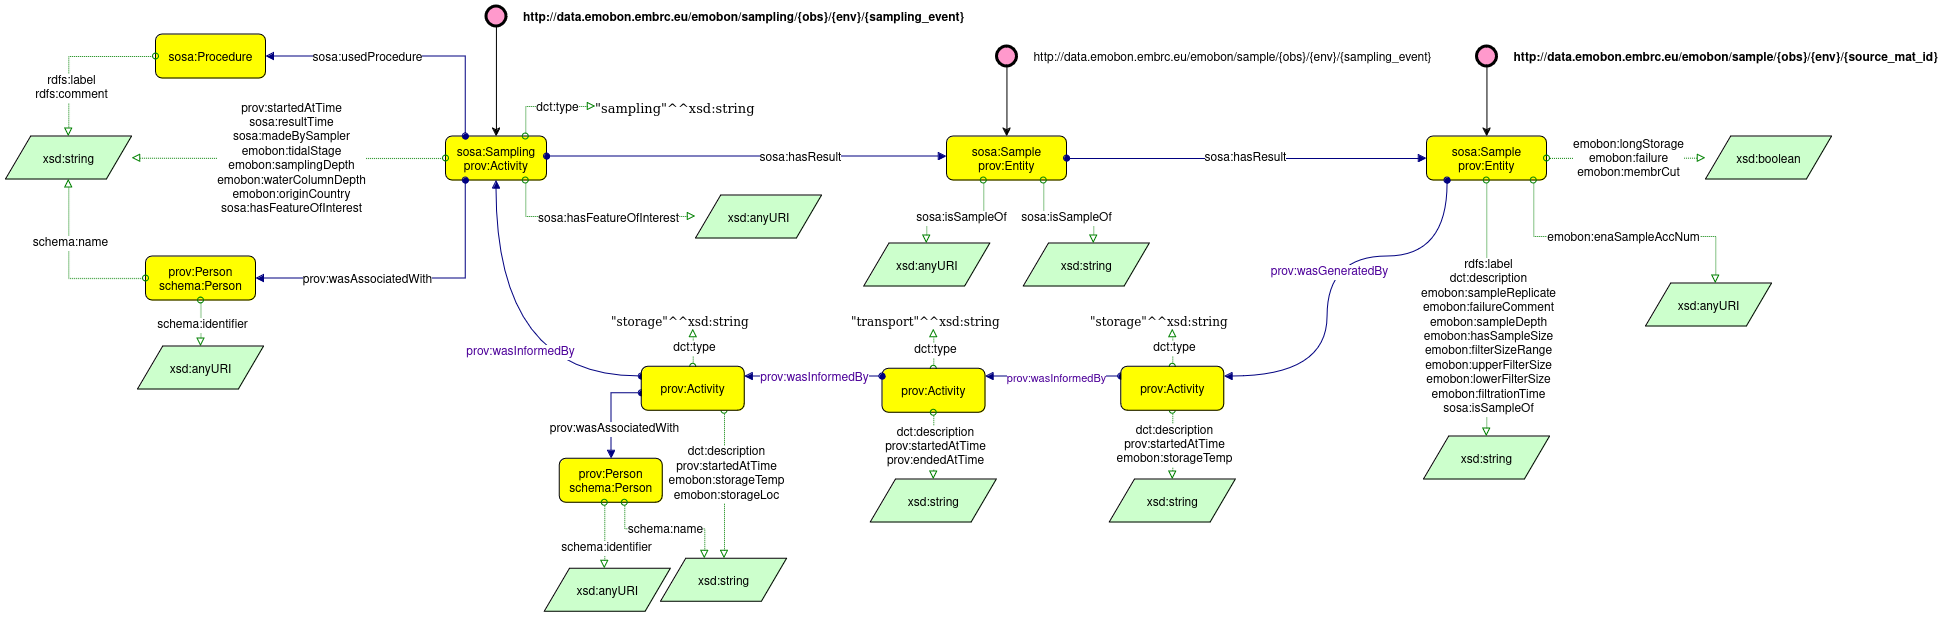 http://data.emobon.embrc.eu/emobon/sampling/{obs}/{env}/{sampling_event}
http://data.emobon.embrc.eu/emobon/sample/{obs}/{env}/{sampling_event}
http://data.emobon.embrc.eu/emobon/sample/{obs}/{env}/{source_mat_id}
sosa:Procedure
sosa:usedProcedure
rdfs:label
rdfs:comment
prov:startedAtTime
sosa:resultTime
sosa:madeBySampler
emobon:tidalStage
emobon:samplingDepth
emobon:waterColumnDepth
emobon:originCountry
sosa:hasFeatureOfInterest
xsd:string
dct:type
"sampling"^^xsd:string
sosa:Sampling
prov:Activity
sosa:hasResult
sosa:Sample
prov:Entity
sosa:hasResult
sosa:Sample
prov:Entity
emobon:longStorage
emobon:failure
emobon:membrCut
xsd:boolean
sosa:hasFeatureOfInterest
xsd:anyURI
sosa:isSampleOf
sosa:isSampleOf
xsd:anyURI
xsd:string
emobon:enaSampleAccNum
xsd:anyURI
schema:name
prov:Person
schema:Person
prov:wasAssociatedWith
schema:identifier
xsd:anyURI
prov:wasGeneratedBy
rdfs:label
dct:description
emobon:sampleReplicate
emobon:failureComment
emobon:sampleDepth
emobon:hasSampleSize
emobon:filterSizeRange
emobon:upperFilterSize
emobon:lowerFilterSize
emobon:filtrationTime
sosa:isSampleOf
xsd:string
prov:wasInformedBy
"storage"^^xsd:string
dct:type
prov:Activity
prov:wasInformedBy
"transport"^^xsd:string
dct:type
prov:Activity
prov:wasInformedBy
"storage"^^xsd:string
dct:type
prov:Activity
prov:wasAssociatedWith
prov:Person
schema:Person
dct:description
prov:startedAtTime
emobon:storageTemp
emobon:storageLoc
schema:name
schema:identifier
xsd:anyURI
xsd:string
dct:description
prov:startedAtTime
prov:endedAtTime
xsd:string
dct:description
prov:startedAtTime
emobon:storageTemp
xsd:string